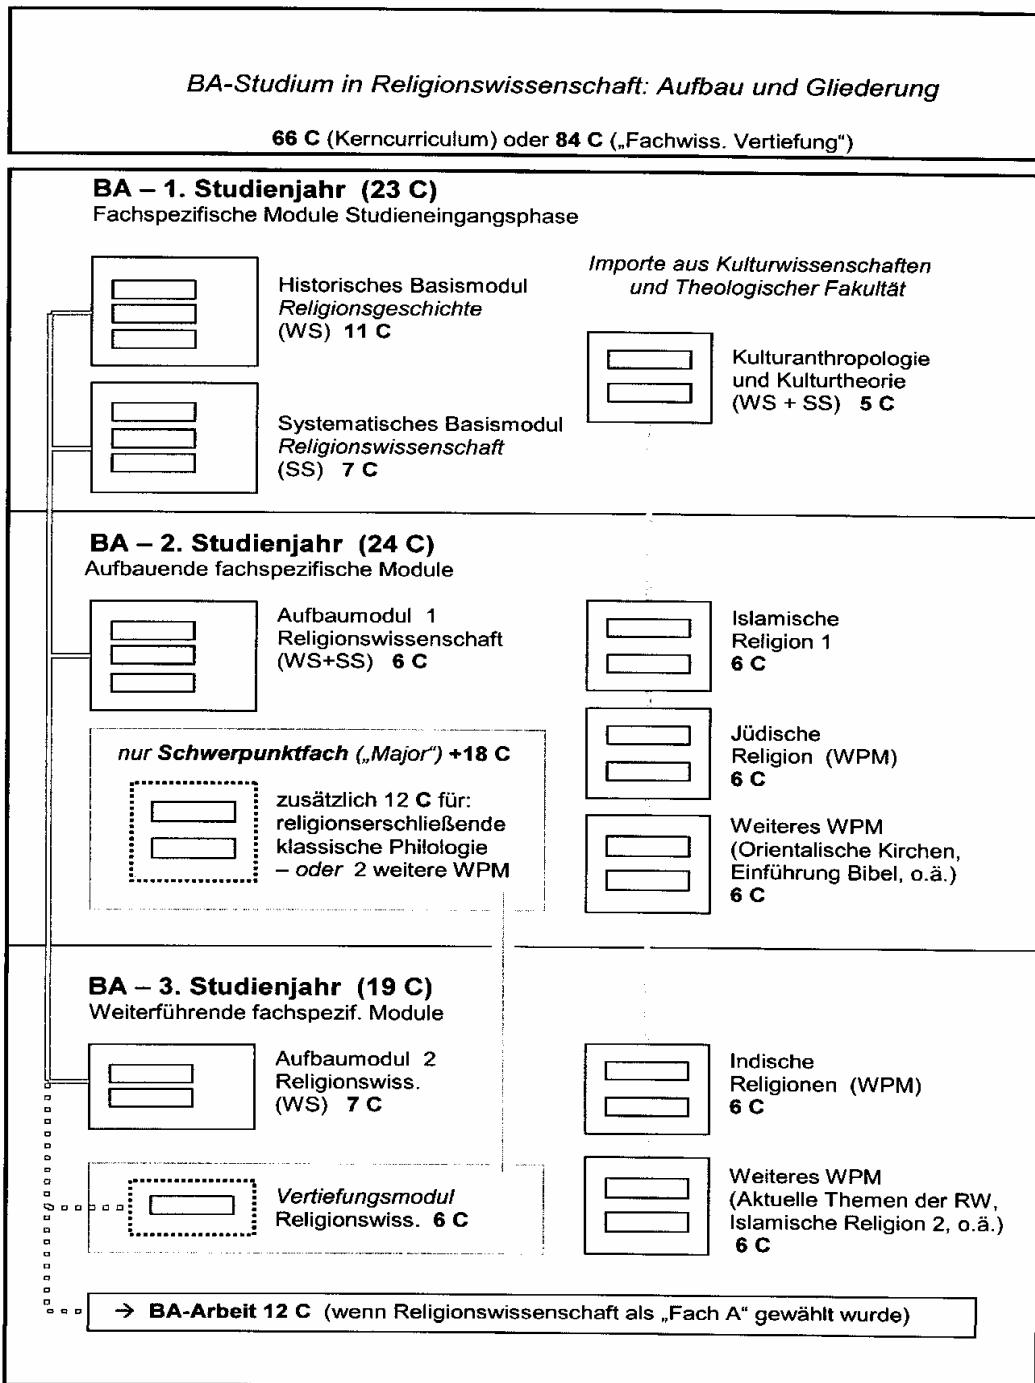 BA-Studium in Religionswissenschaft: Aufbau und Gliederung
66 C (Kerncurriculum) oder 84 C („Fachwiss. Vertiefung“)
BA – 1. Studienjahr (23 C)
Fachspezifische Module Studieneingangsphase
Historisches Basismodul
Religionsgeschichte
(WS) 11 C
Systematisches Basismodul
Religionswissenschaft
(SS) 7 C
Importe aus Kulturwissenschaften
und Theologischer Fakultät
Kulturanthropologie
und Kulturtheorie
(WS + SS) 5 C
BA – 2. Studienjahr (24 C)
Aufbauende fachspezifische Module
Aufbaumodul 1
Religionswissenschaft
(WS+SS) 6 C
nur Schwerpunktfach („Major“) +18 C
zusätzlich 12 C für:
religionserschließende
klassische Philologie
– oder 2 weitere WPM
Islamische
Religion 1
6 C
Jüdische
Religion (WPM)
6 C
Weiteres WPM
(Orientalische Kirchen,
Einführung Bibel, o.ä.)
6 C
BA – 3. Studienjahr (19 C)
Weiterführende fachspezif. Module
Aufbaumodul 2
Religionswiss.
(WS) 7 C
Vertiefungsmodul
Religionswiss. 6 C
Indische
Religionen (WPM)
6 C
Weiteres WPM
(Aktuelle Themen der RW,
Islamische Religion 2, o.ä.)
6 C
→ BA-Arbeit 12 C (wenn Religionswissenschaft als „Fach A“ gewählt wurde)